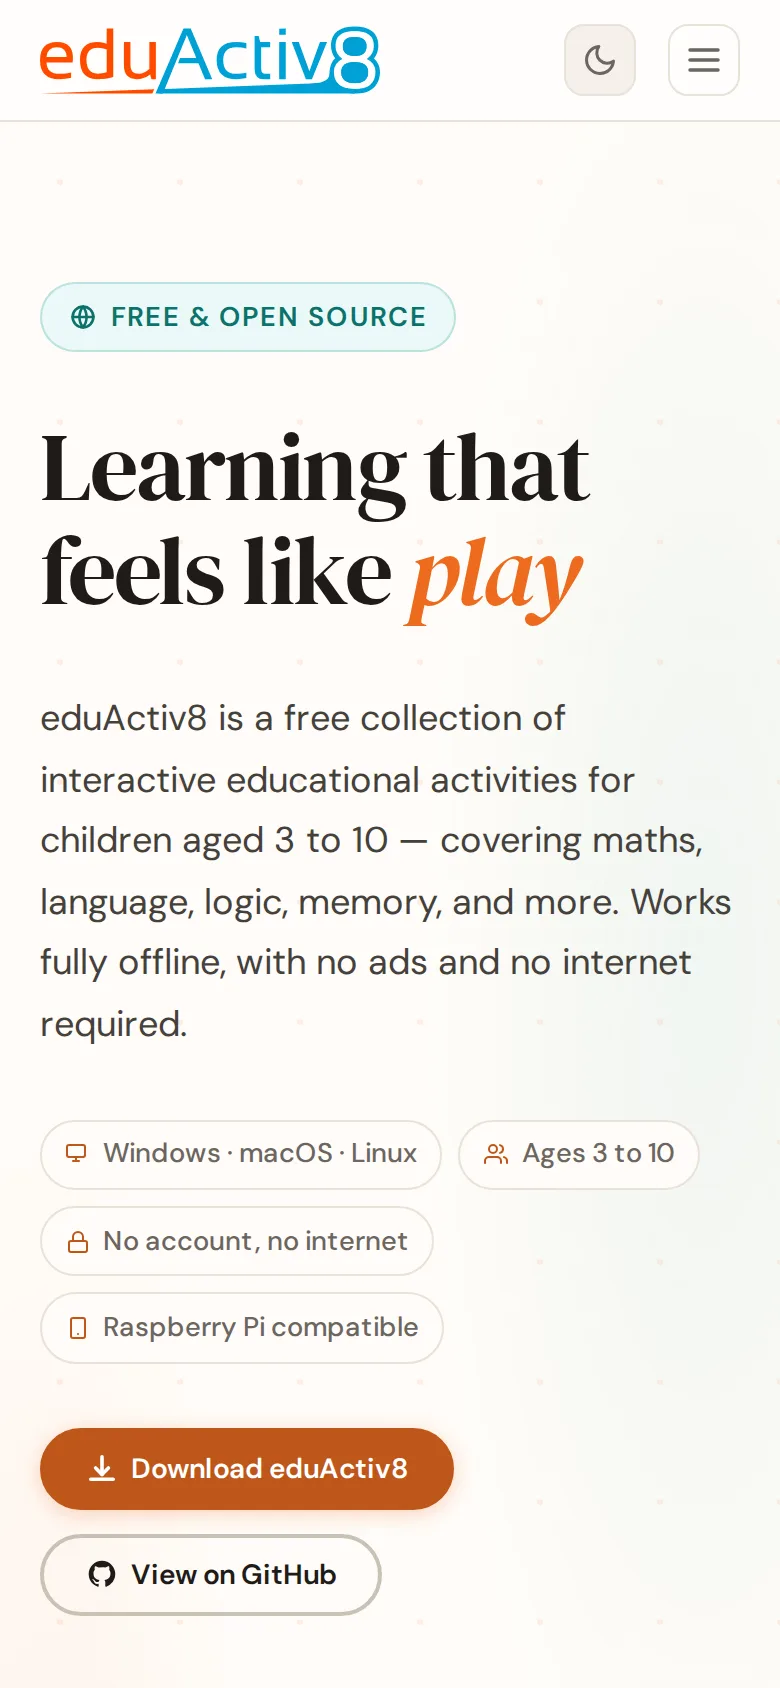 eduActiv8
FREE & OPEN SOURCE
Learning that
feels like play
eduActiv8 is a free collection of
interactive educational activities for
children aged 3 to 10 — covering maths,
language, logic, memory, and more. Works
fully offline, with no ads and no internet
required.
Windows · macOS · Linux
Ages 3 to 10
No account, no internet
Raspberry Pi compatible
Download eduActiv8
View on GitHub